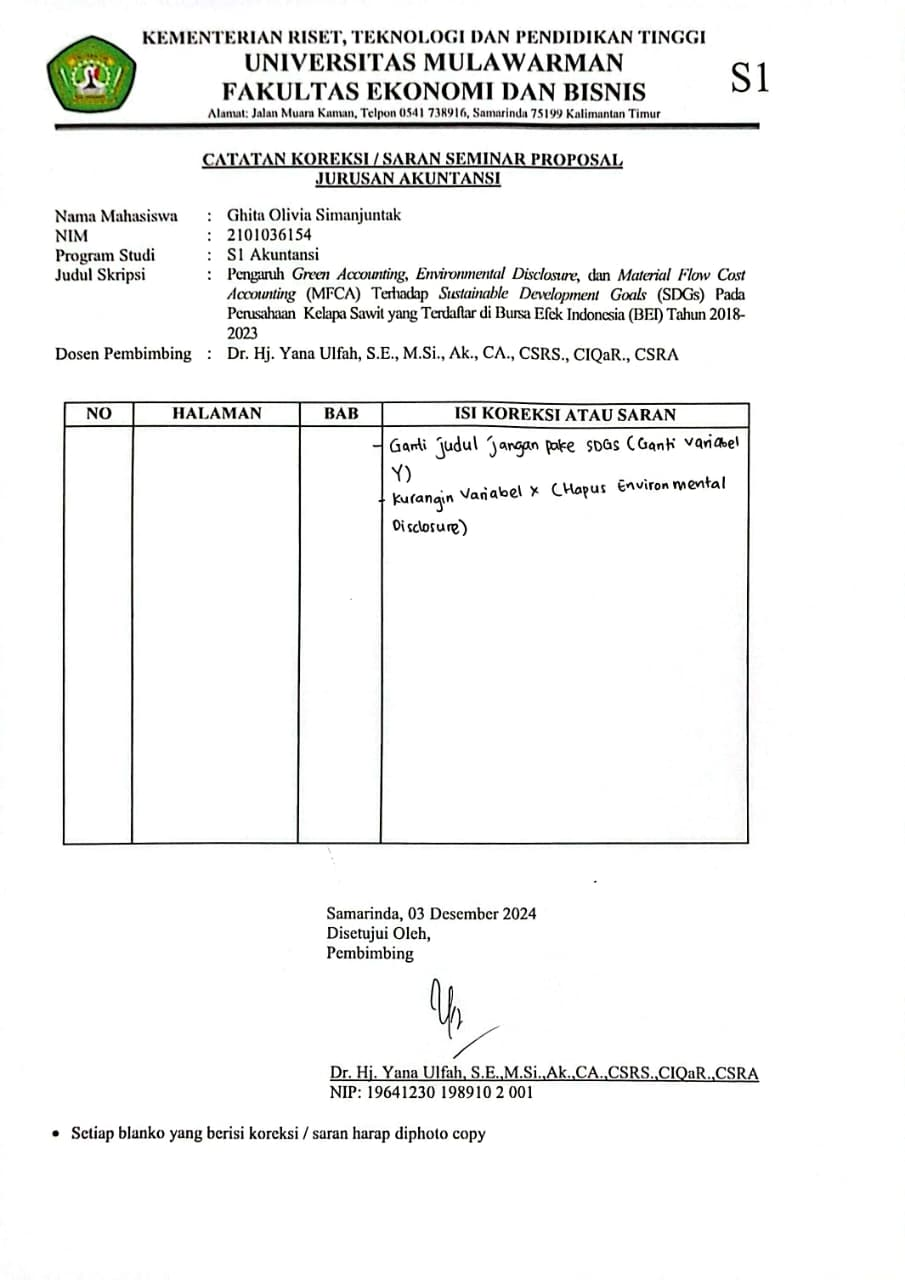 KEMENTERIAN RISET, TEKNOLOGI DAN PENDIDIKAN TINGGI
UNIVERSITAS MULAWARMAN
FAKULTAS EKONOMI DAN BISNIS
Alamat: Jalan Muara Kaman, Telpon 0541 738916, Samarinda 75199 Kalimantan Timur
S1
CATATAN KOREKSI / SARAN SEMINAR PROPOSAL
JURUSAN AKUNTANSI
Nama Mahasiswa : Ghita Olivia Simanjuntak
NIM : 2101036154
Program Studi : S1 Akuntansi
Judul Skripsi : Pengaruh Green Accounting, Environmental Disclosure, dan Material Flow Cost
Accounting (MFCA) Terhadap Sustainable Development Goals (SDGs) Pada
Perusahaan Kelapa Sawit yang Terdaftar di Bursa Efek Indonesia (BEI) Tahun 2018-
2023
Dosen Pembimbing : Dr. Hj. Yana Ulfah, S.E., M.Si., Ak., CA., CSRS., CIQaR., CSRA
NO HALAMAN BAB ISI KOREKSI ATAU SARAN
- Ganti judul jangan pake SDGs (Ganti Variabel
Y)
- Kurangin Variabel X (Hapus Environmental
Disclosure)
Samarinda, 03 Desember 2024
Disetujui Oleh,
Pembimbing
Dr. Hj. Yana Ulfah, S.E.,M.Si.,Ak.,CA.,CSRS.,CIQaR.,CSRA
NIP: 19641230 198910 2 001
• Setiap blanko yang berisi koreksi / saran harap diphoto copy